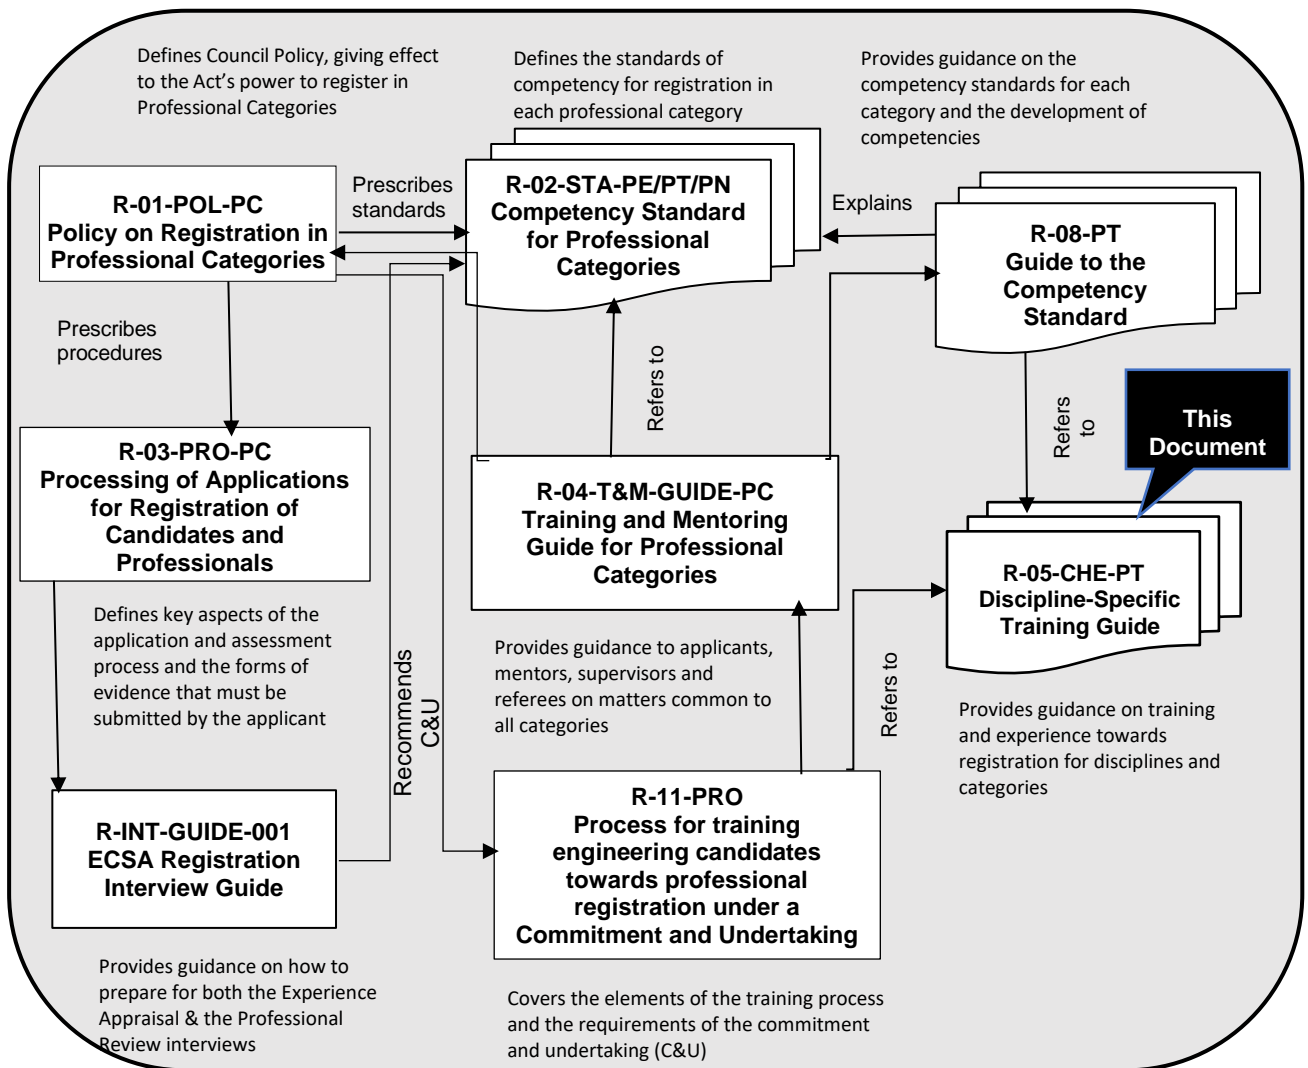 Defines Council Policy, giving effect
to the Act’s power to register in
Professional Categories
Defines the standards of
competency for registration in
each professional category
Provides guidance on the
competency standards for each
category and the development of
competencies
R-01-POL-PC
Policy on Registration in
Professional Categories
Prescribes
standards
R-02-STA-PE/PT/PN
Competency Standard
for Professional
Categories
Explains
R-08-PT
Guide to the
Competency
Standard
Prescribes
procedures
Refers to
Refers
to
This
Document
R-03-PRO-PC
Processing of Applications
for Registration of
Candidates and
Professionals
R-04-T&M-GUIDE-PC
Training and Mentoring
Guide for Professional
Categories
R-05-CHE-PT
Discipline-Specific
Training Guide
Defines key aspects of the
application and assessment
process and the forms of
evidence that must be
submitted by the applicant
Recommends
C&U
Provides guidance to applicants,
mentors, supervisors and
referees on matters common to
all categories
Refers to
Provides guidance on training
and experience towards
registration for disciplines and
categories
R-INT-GUIDE-001
ECSA Registration
Interview Guide
R-11-PRO
Process for training
engineering candidates
towards professional
registration under a
Commitment and Undertaking
Provides guidance on how to
prepare for both the Experience
Appraisal & the Professional
Review interviews
Covers the elements of the training process
and the requirements of the commitment
and undertaking (C&U)